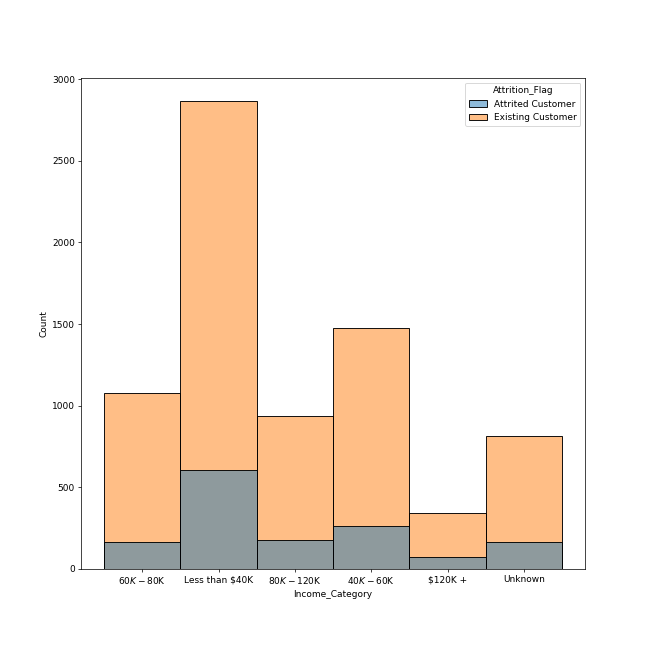 3000
2500
2000
1500
1000
500
0
Count
Attrition_Flag
Attrited Customer
Existing Customer
60K − 80K
Less than $40K
80K − 120K
40K − 60K
$120K +
Unknown
Income_Category